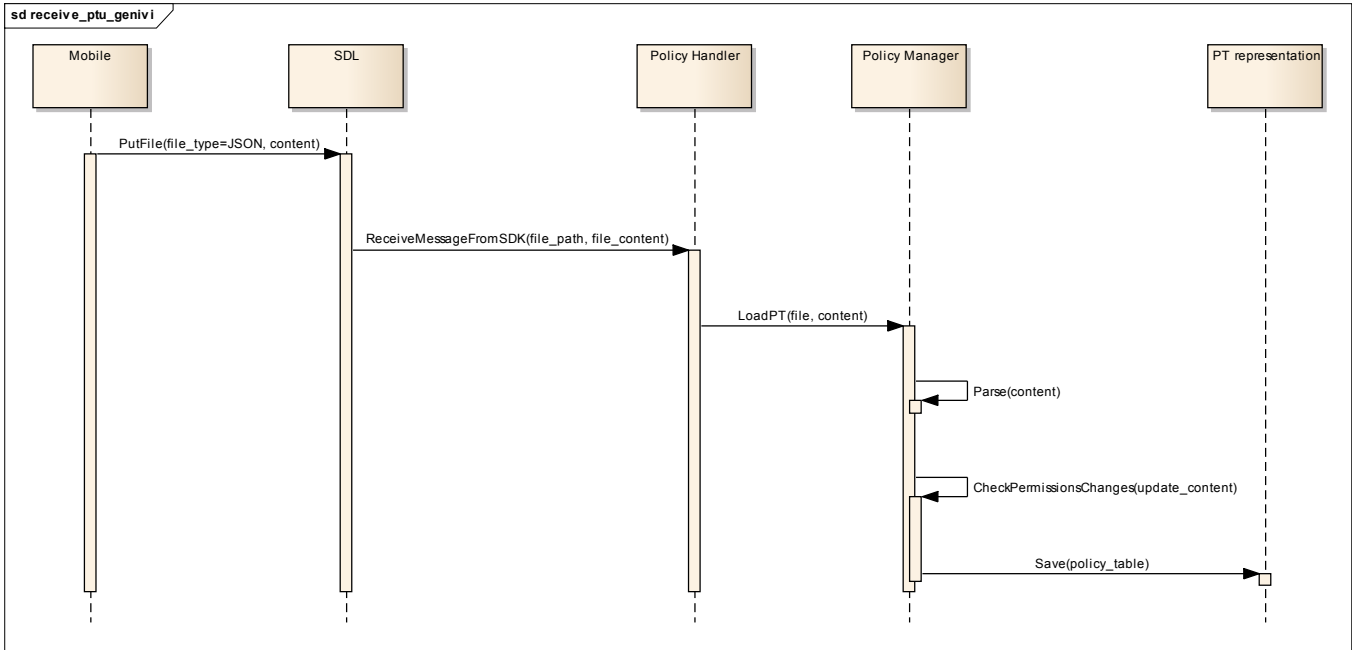 sd receive_ptu_genivi
Mobile
SDL
Policy Handler
Policy Manager
PT representation
PutFile(file_type=JSON, content)
ReceiveMessageFromSDK(file_path, file_content)
LoadPT(file, content)
Parse(content)
CheckPermissionsChanges(update_content)
Save(policy_table)